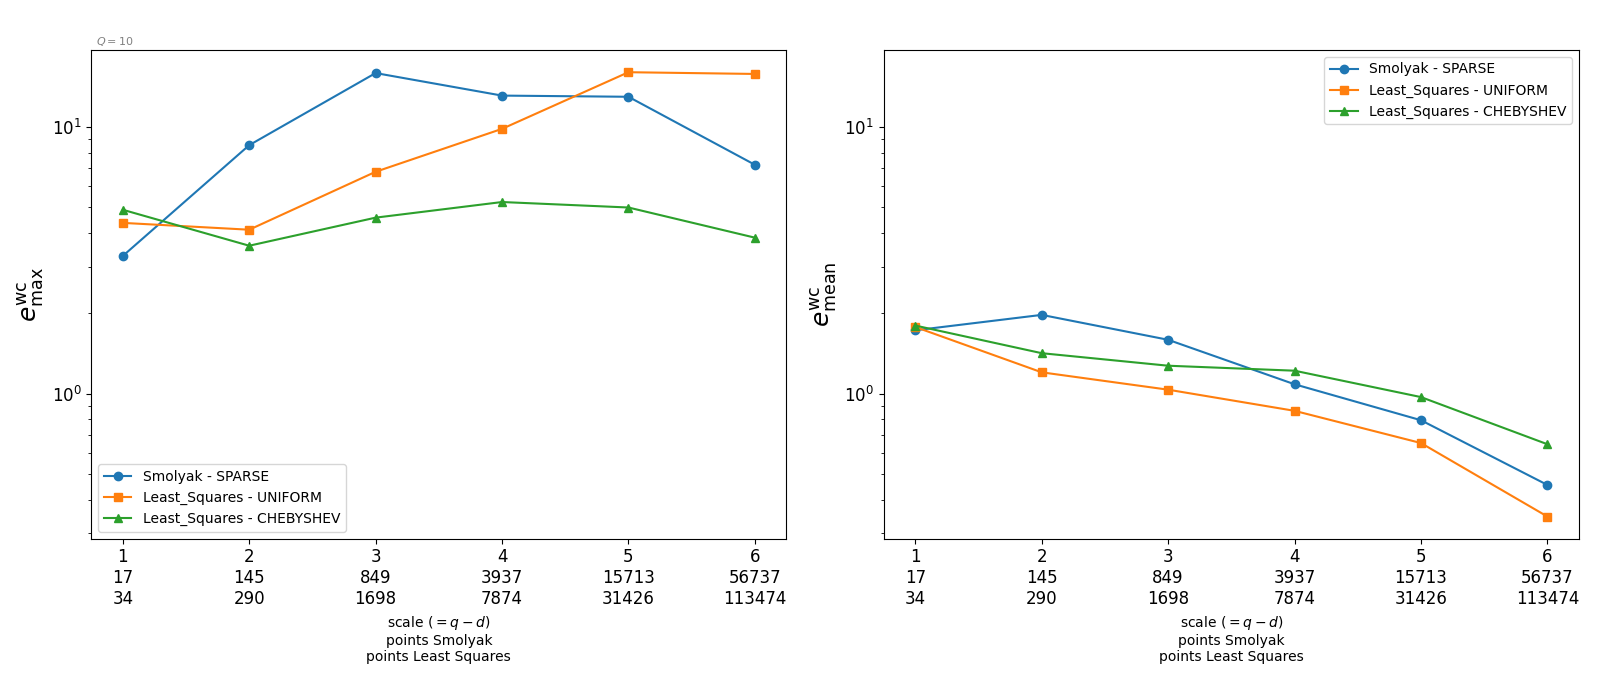 Q = 10
10^1
10^0
e^wc_max
Smolyak - SPARSE
Least_Squares - UNIFORM
Least_Squares - CHEBYSHEV
1 2 3 4 5 6
17 145 849 3937 15713 56737
34 290 1698 7874 31426 113474
scale (= q − d)
points Smolyak
points Least Squares
Smolyak - SPARSE
Least_Squares - UNIFORM
Least_Squares - CHEBYSHEV
10^1
10^0
e^wc_mean
1 2 3 4 5 6
17 145 849 3937 15713 56737
34 290 1698 7874 31426 113474
scale (= q − d)
points Smolyak
points Least Squares